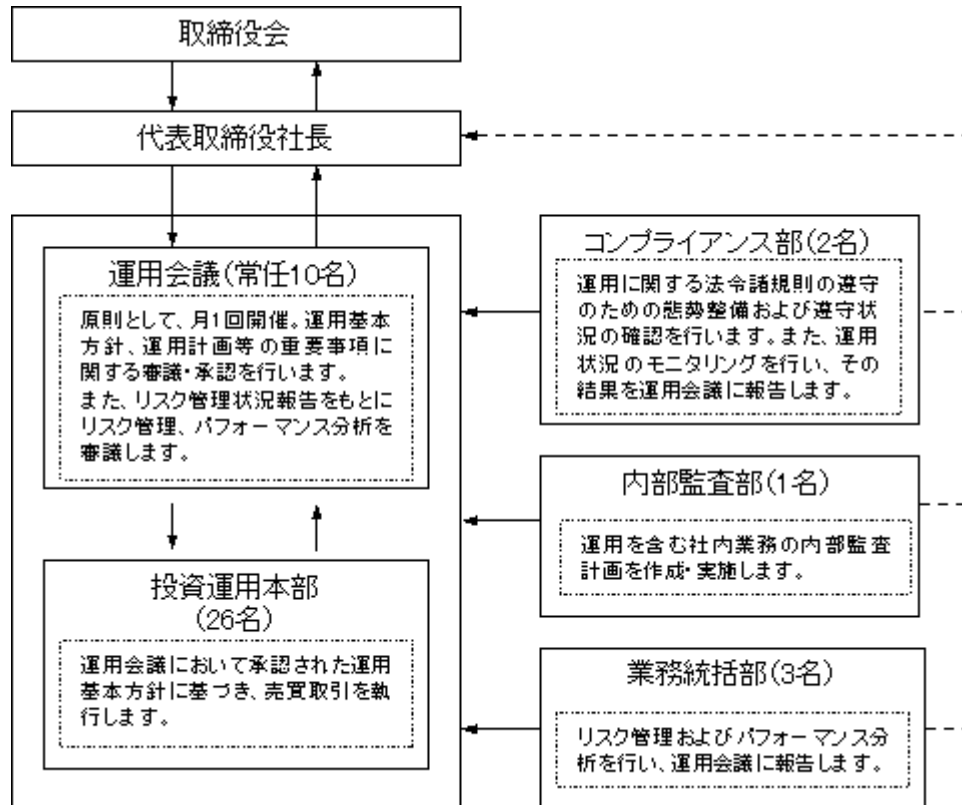 取締役会
代表取締役社長
運用会議(常任10名)
原則として、月1回開催。運用基本
方針、運用計画等の重要事項に
関する審議・承認を行います。
また、リスク管理状況報告をもとに
リスク管理、パフォーマンス分析を
審議します。
投資運用本部
(26名)
運用会議において承認された運用
基本方針に基づき、売買取引を執
行します。
コンプライアンス部(2名)
運用に関する法令諸規則の遵守
のための態勢整備および遵守状
況の確認を行います。また、運用
状況のモニタリングを行い、その
結果を運用会議に報告します。
内部監査部(1名)
運用を含む社内業務の内部監査
計画を作成・実施します。
業務統括部(3名)
リスク管理およびパフォーマンス分
析を行い、運用会議に報告します。